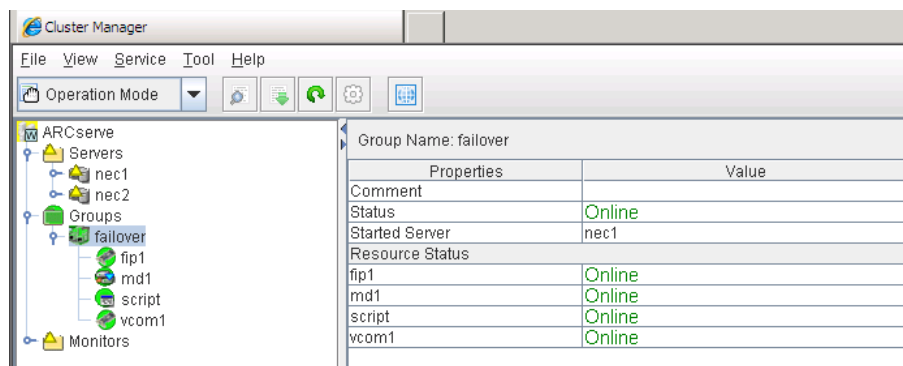 Cluster Manager
File View Service Tool Help
Operation Mode
ARCserve
Servers
nec1
nec2
Groups
failover
fip1
md1
script
vcom1
Monitors
Group Name: failover
Properties Value
Comment
Status Online
Started Server nec1
Resource Status
fip1 Online
md1 Online
script Online
vcom1 Online